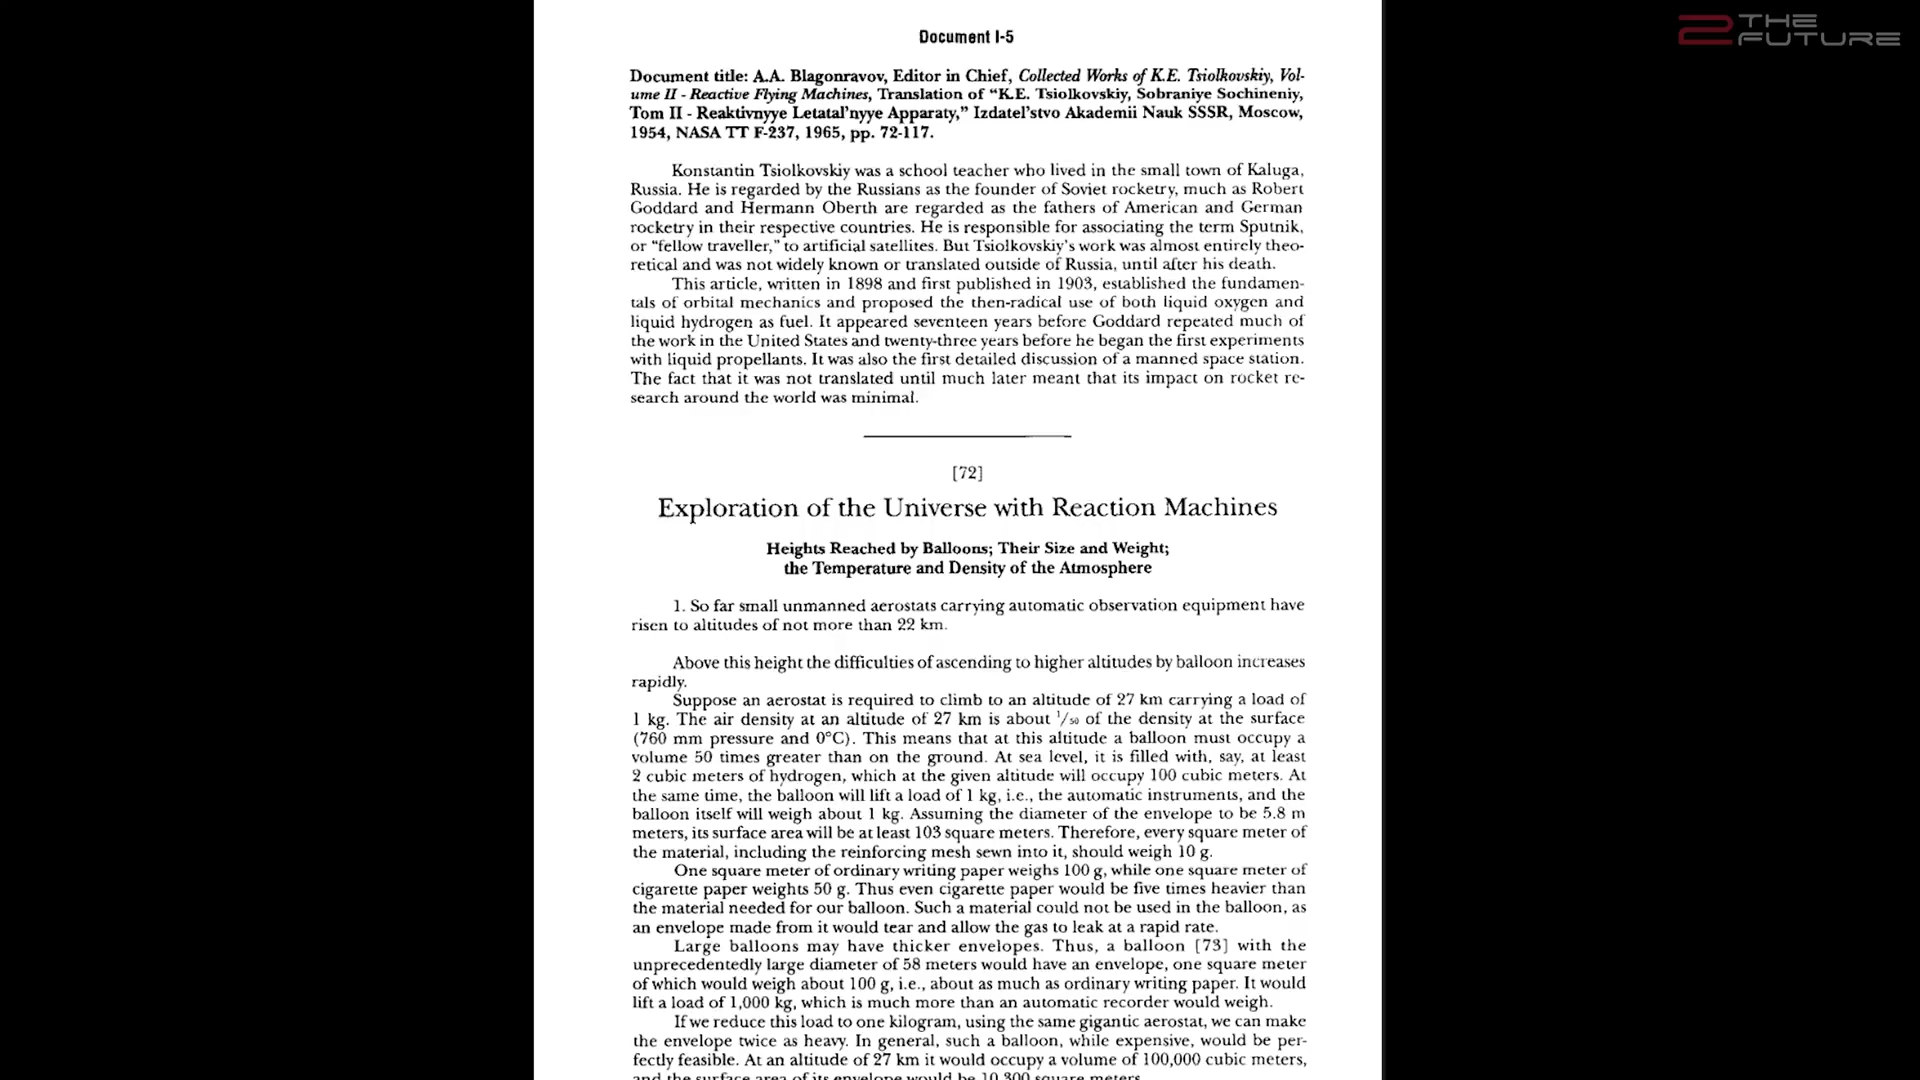 2 THE
FUTURE
Document I-5
Document title: A.A. Blagonravov, Editor in Chief, Collected Works of K.E. Tsiolkovskiy, Vol-
ume II - Reactive Flying Machines, Translation of “K.E. Tsiolkovskiy, Sobraniye Sochineniy,
Tom II - Reaktivnyye Letatal’nyye Apparaty,” Izdatel’stvo Akademii Nauk SSSR, Moscow,
1954, NASA TT F-237, 1965, pp. 72-117.
Konstantin Tsiolkovskiy was a school teacher who lived in the small town of Kaluga,
Russia. He is regarded by the Russians as the founder of Soviet rocketry, much as Robert
Goddard and Hermann Oberth are regarded as the fathers of American and German
rocketry in their respective countries. He is responsible for associating the term Sputnik,
or “fellow traveller,” to artificial satellites. But Tsiolkovskiy’s work was almost entirely theo-
retical and was not widely known or translated outside of Russia, until after his death.
This article, written in 1898 and first published in 1903, established the fundamen-
tals of orbital mechanics and proposed the then-radical use of both liquid oxygen and
liquid hydrogen as fuel. It appeared seventeen years before Goddard repeated much of
the work in the United States and twenty-three years before he began the first experiments
with liquid propellants. It was also the first detailed discussion of a manned space station.
The fact that it was not translated until much later meant that its impact on rocket re-
search around the world was minimal.
[72]
Exploration of the Universe with Reaction Machines
Heights Reached by Balloons; Their Size and Weight;
the Temperature and Density of the Atmosphere
1. So far small unmanned aerostats carrying automatic observation equipment have
risen to altitudes of not more than 22 km.
Above this height the difficulties of ascending to higher altitudes by balloon increases
rapidly.
Suppose an aerostat is required to climb to an altitude of 27 km carrying a load of
1 kg. The air density at an altitude of 27 km is about 1/50 of the density at the surface
(760 mm pressure and 0°C). This means that at this altitude a balloon must occupy a
volume 50 times greater than on the ground. At sea level, it is filled with, say, at least
2 cubic meters of hydrogen, which at the given altitude will occupy 100 cubic meters. At
the same time, the balloon will lift a load of 1 kg, i.e., the automatic instruments, and the
balloon itself will weigh about 1 kg. Assuming the diameter of the envelope to be 5.8 m
meters, its surface area will be at least 103 square meters. Therefore, every square meter of
the material, including the reinforcing mesh sewn into it, should weigh 10 g.
One square meter of ordinary writing paper weighs 100 g, while one square meter of
cigarette paper weights 50 g. Thus even cigarette paper would be five times heavier than
the material needed for our balloon. Such a material could not be used in the balloon, as
an envelope made from it would tear and allow the gas to leak at a rapid rate.
Large balloons may have thicker envelopes. Thus, a balloon [73] with the
unprecedentedly large diameter of 58 meters would have an envelope, one square meter
of which would weigh about 100 g, i.e., about as much as ordinary writing paper. It would
lift a load of 1,000 kg, which is much more than an automatic recorder would weigh.
If we reduce this load to one kilogram, using the same gigantic aerostat, we can make
the envelope twice as heavy. In general, such a balloon, while expensive, would be per-
fectly feasible. At an altitude of 27 km it would occupy a volume of 100,000 cubic meters,
and the surface area of its envelope would be 10,300 square meters.